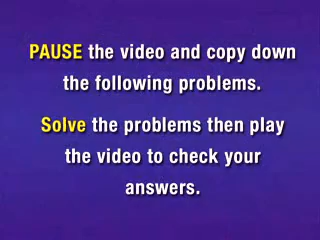 PAUSE the video and copy down
the following problems.
Solve the problems then play
the video to check your
answers.